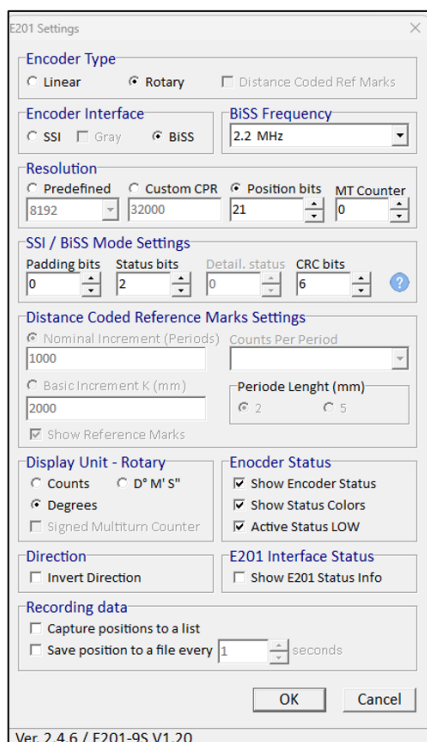 E201 Settings
Encoder Type
Linear Rotary Distance Coded Ref Marks
Encoder Interface BiSS Frequency
SSI Gray BiSS 2.2 MHz
Resolution
Predefined Custom CPR Position bits MT Counter
8192 32000 21 0
SSI / BiSS Mode Settings
Padding bits Status bits Detail. status CRC bits
0 2 0 6 ?
Distance Coded Reference Marks Settings
Nominal Increment (Periods) Counts Per Period
1000
Basic Increment K (mm) Periode Lenght (mm)
2000 2 5
Show Reference Marks
Display Unit - Rotary Enocder Status
Counts D° M' S" Show Encoder Status
Degrees Show Status Colors
Signed Multiturn Counter Active Status LOW
Direction E201 Interface Status
Invert Direction Show E201 Status Info
Recording data
Capture positions to a list
Save position to a file every 1 seconds
OK Cancel
Ver. 2.4.6 / E201-9S V1.20